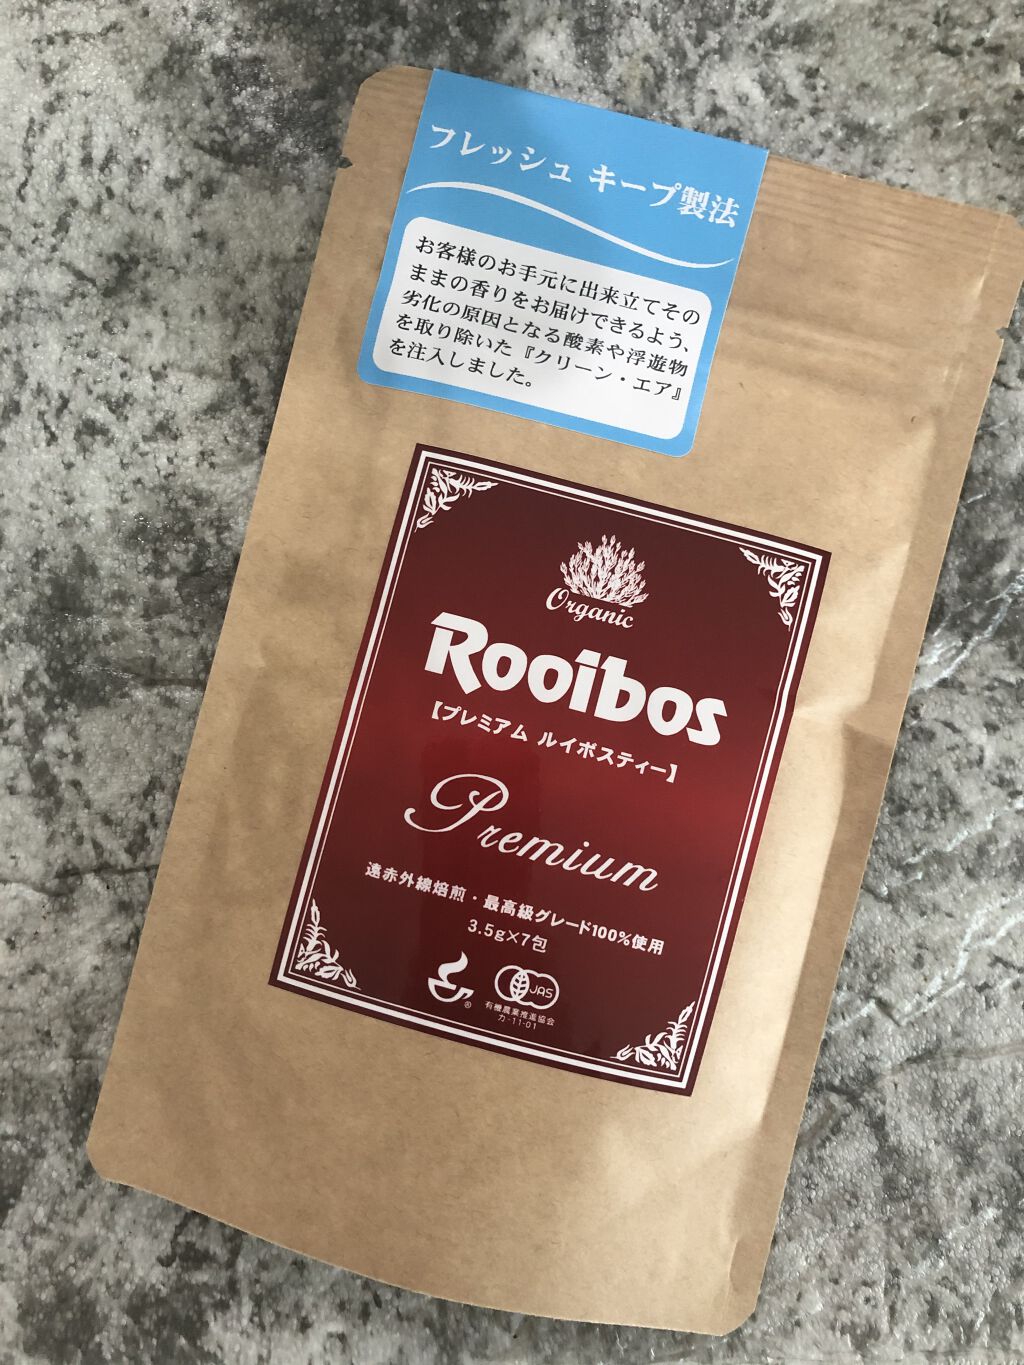 フレッシュ キープ製法
お客様のお手元に出来立てその
ままの香りをお届けできるよう、
劣化の原因となる酸素や浮遊物
を取り除いた『クリーン・エア』
を注入しました。
Organic
Rooibos
【プレミアム ルイボスティー】
Premium
遠赤外線焙煎・最高級グレード100%使用
3.5g×7包
®
JAS
有機農業推進協会
カ-11-01